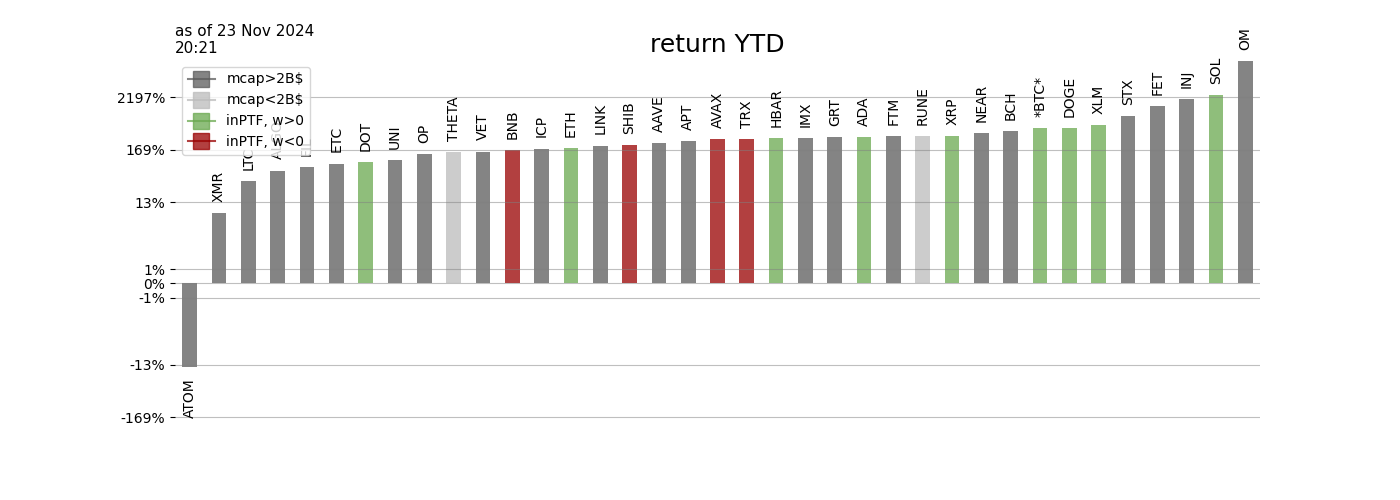 as of 23 Nov 2024
20:21
return YTD
mcap>2B$
mcap<2B$
inPTF, w>0
inPTF, w<0
2197%
169%
13%
1%
0%
-1%
-13%
-169%
ATOM
XMR
LTC
ETC
DOT
UNI
OP
THETA
VET
BNB
ICP
ETH
LINK
SHIB
AAVE
APT
AVAX
TRX
HBAR
IMX
GRT
ADA
FTM
RUNE
XRP
NEAR
BCH
*BTC*
DOGE
XLM
STX
FET
INJ
SOL
OM